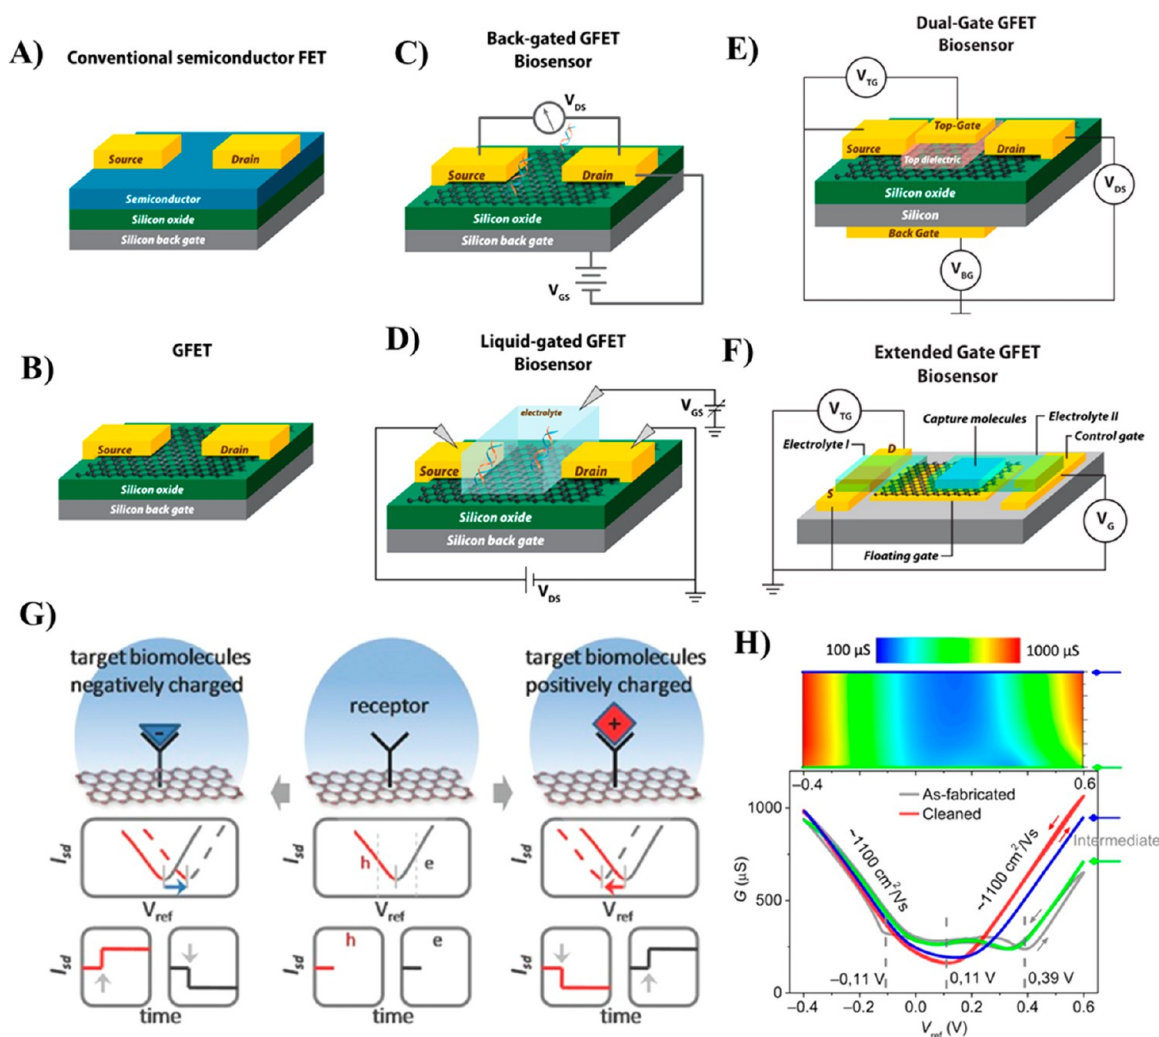 A)
Conventional semiconductor FET
Source
Drain
Semiconductor
Silicon oxide
Silicon back gate
B)
GFET
Source
Drain
Silicon oxide
Silicon back gate
C)
Back-gated GFET
Biosensor
VDS
Source
Drain
Silicon oxide
Silicon back gate
VGS
D)
Liquid-gated GFET
Biosensor
electrolyte
VGS
Source
Drain
Silicon oxide
Silicon back gate
VDS
E)
Dual-Gate GFET
Biosensor
VTG
Top-Gate
Source
Drain
Top dielectric
VDS
Silicon oxide
Silicon
Back Gate
VBG
F)
Extended Gate GFET
Biosensor
VTG
Capture molecules
Electrolyte II
Electrolyte I
D
Control gate
S
VG
Floating gate
G)
target biomolecules
negatively charged
-
receptor
target biomolecules
positively charged
+
Isd
Vref
Isd
h
e
Vref
Isd
Vref
Isd
time
Isd
h
e
time
Isd
time
H)
100 µS
1000 µS
−0.4
0.6
As-fabricated
Cleaned
Intermediate
~1100 cm²/Vs
~1100 cm²/Vs
G (µS)
1000
500
0
−0,11 V
0,11 V
0,39 V
−0.4
−0.2
0.0
0.2
0.4
0.6
Vref (V)